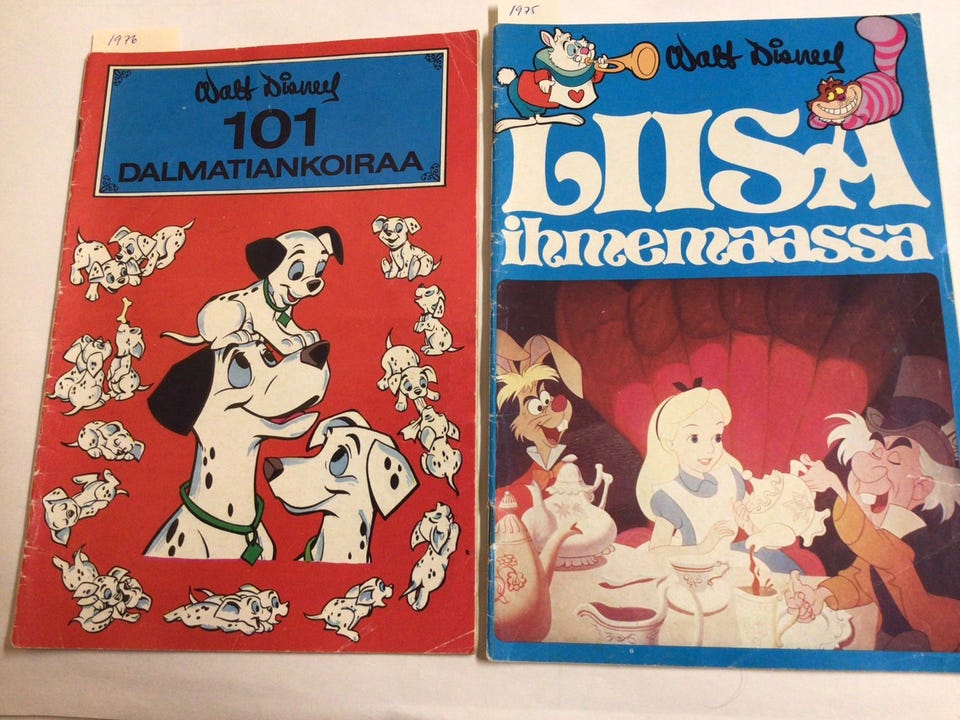 1976
Walt Disney
101
DALMATIANKOIRAA
1975
Walt Disney
LIISA
ihmemaassa